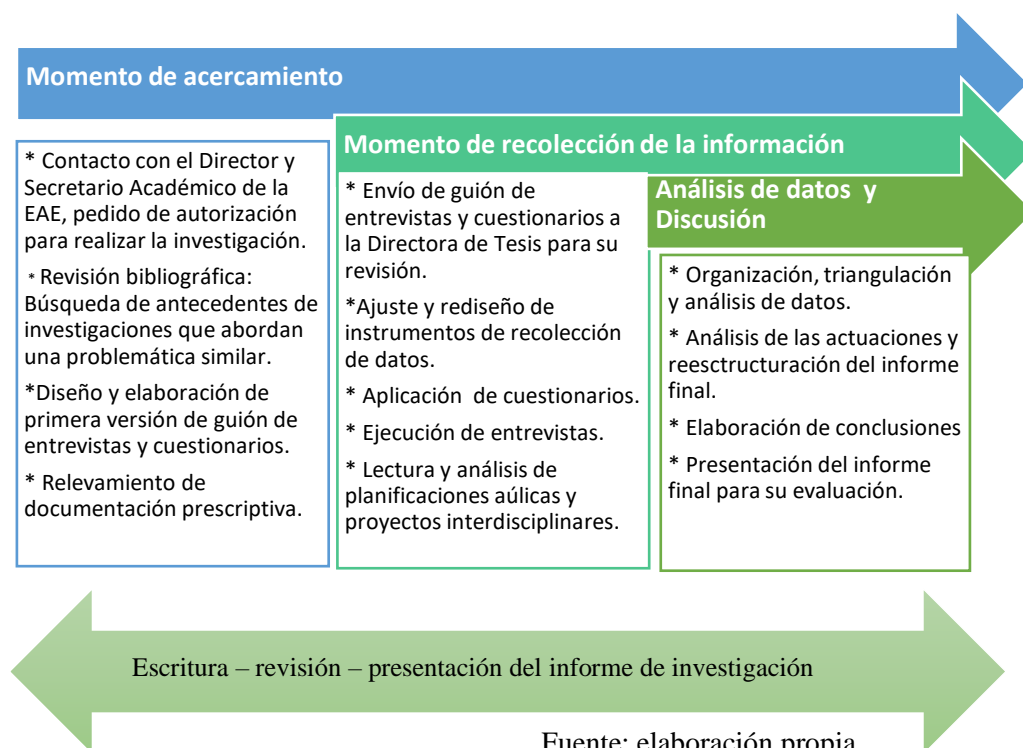 Momento de acercamiento
* Contacto con el Director y
Secretario Académico de la
EAE, pedido de autorización
para realizar la investigación.
* Revisión bibliográfica:
Búsqueda de antecedentes de
investigaciones que abordan
una problemática similar.
*Diseño y elaboración de
primera versión de guión de
entrevistas y cuestionarios.
* Relevamiento de
documentación prescriptiva.
Momento de recolección de la información
* Envío de guión de
entrevistas y cuestionarios a
la Directora de Tesis para su
revisión.
*Ajuste y rediseño de
instrumentos de recolección
de datos.
* Aplicación de cuestionarios.
* Ejecución de entrevistas.
* Lectura y análisis de
planificaciones aúlicas y
proyectos interdisciplinares.
Análisis de datos y
Discusión
* Organización, triangulación
y análisis de datos.
* Análisis de las actuaciones y
reesctructuración del informe
final.
* Elaboración de conclusiones
* Presentación del informe
final para su evaluación.
Escritura – revisión – presentación del informe de investigación
Fuente: elaboración propia